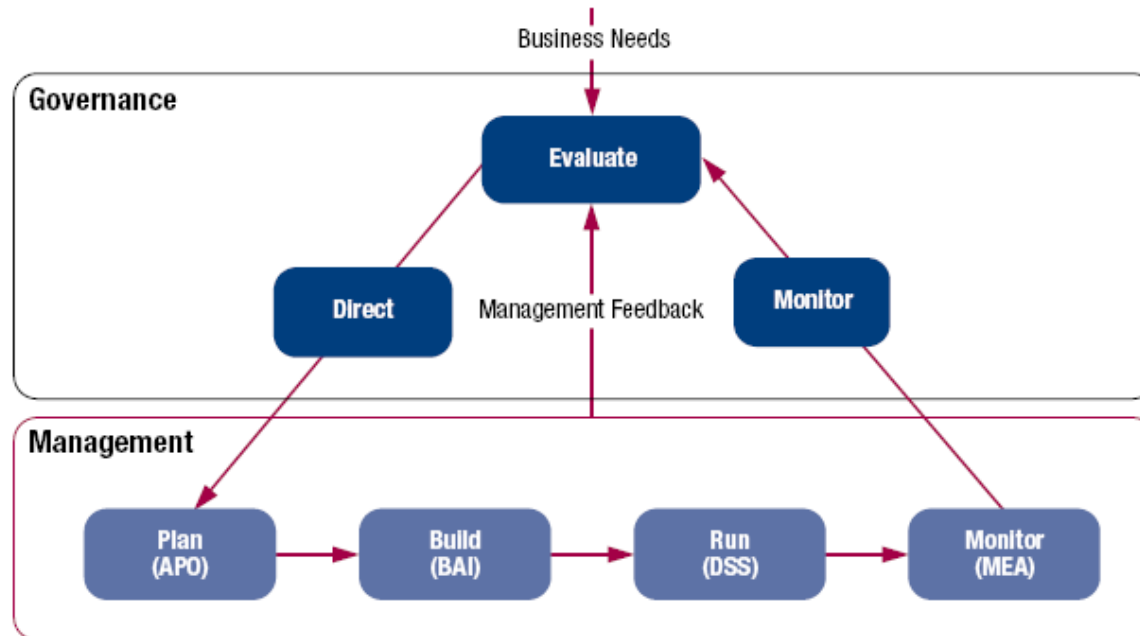 Business Needs
Governance
Evaluate
Direct
Management Feedback
Monitor
Management
Plan
(APO)
Build
(BAI)
Run
(DSS)
Monitor
(MEA)